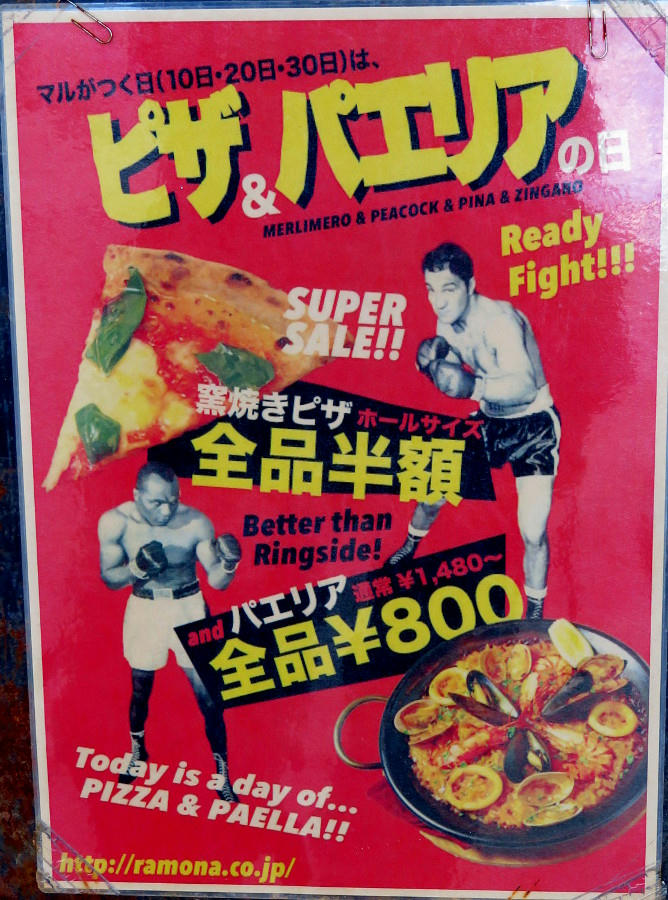 マルがつく日(10日・20日・30日)は、
ピザ & パエリアの日
MERLIMERO & PEACOCK & PINA & ZINGARO
Ready
Fight!!!
SUPER
SALE!!
窯焼きピザ ホールサイズ
全品半額
Better than
Ringside!
and パエリア 通常 ¥1,480〜
全品¥800
Today is a day of...
PIZZA & PAELLA!!
http://ramona.co.jp/